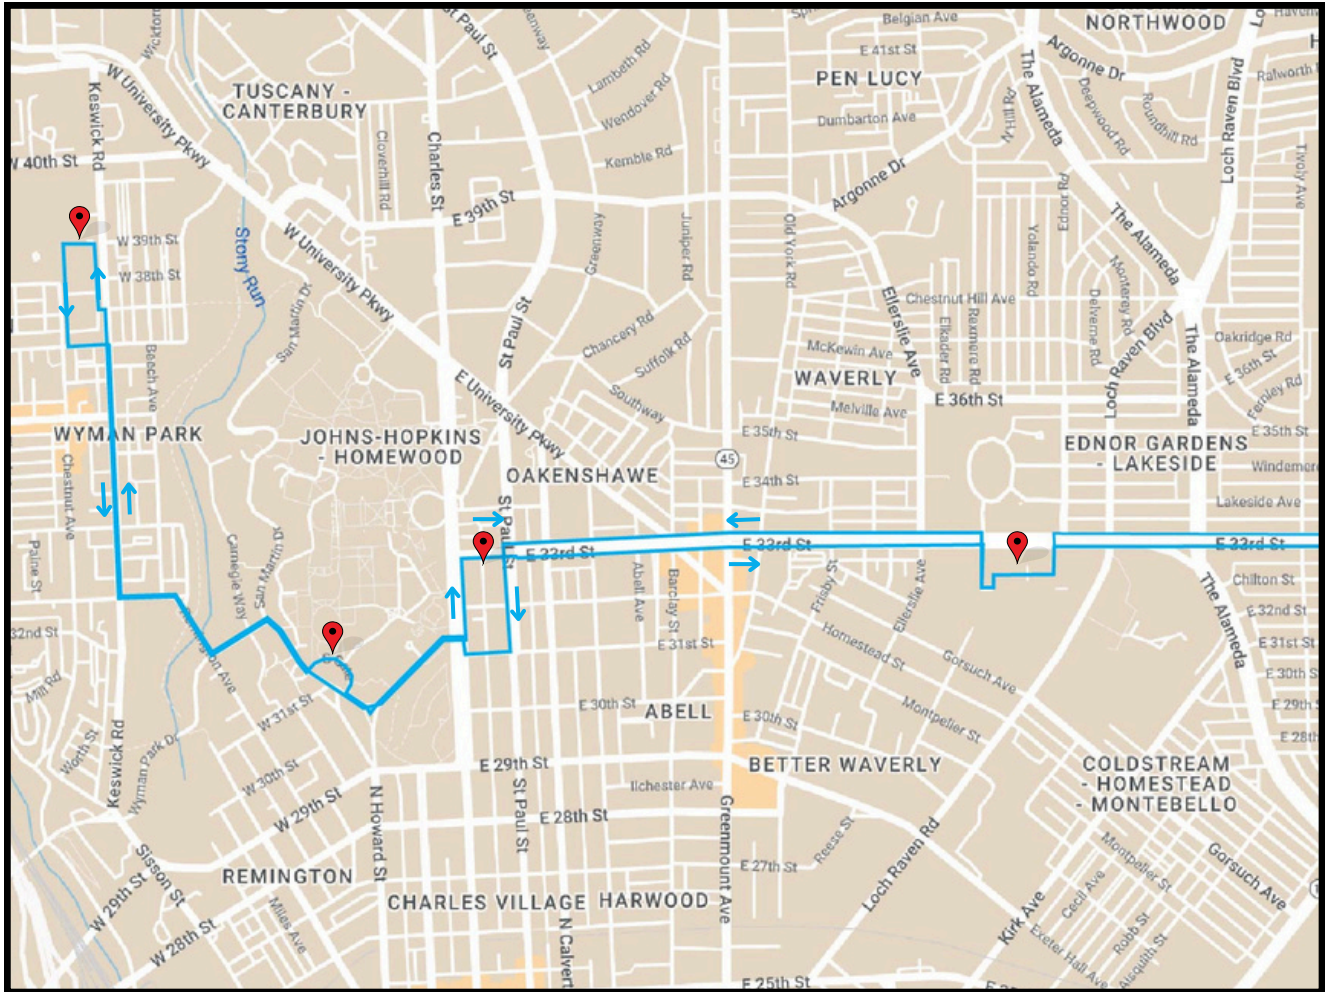 Belgian Ave
NORTHWOOD
E 41st St
Argonne Dr
St Paul St
Lambeth Rd
Wendover Rd
PEN LUCY
The Alameda
Deepwood Rd
Roundhill Rd
Loch Raven Blvd
W University Pkwy
Keswick Rd
TUSCANY -
CANTERBURY
Dumbarton Ave
Cloverhill Rd
Charles St
Kemble Rd
Tivoly Ave
W 40th St
Argonne Dr
E 39th St
Ednor Rd
The Alameda
W 39th St
Stony Run
W University Pkwy
Greenway
Juniper Rd
Old York Rd
Yolando Rd
W 38th St
San Martin Dr
Monterey Rd
Delverne Rd
Chestnut Hill Ave
Ellerslie Ave
Elkader Rd
Rexmere Rd
St Paul St
Chancery Rd
Suffolk Rd
Loch Raven Blvd
The Alameda
Oakridge Rd
McKewin Ave
WAVERLY
E 36th St
Beech Ave
E University Pkwy
Southway
Melville Ave
E 36th St
Fernley Rd
WYMAN PARK
JOHNS-HOPKINS
- HOMEWOOD
E 35th St
EDNOR GARDENS
- LAKESIDE
E 35th St
OAKENSHAWE
45
E 34th St
Chestnut Ave
Lakeside Ave
E 33rd St
E 33rd St
E 33rd St
Paine St
Carnegie Way
San Martin Dr
Abell Ave
Barclay St
Frisby St
Ellerslie Ave
The Alameda
Chilton St
E 32nd St
32nd St
Remington Ave
E 31st St
Homestead St
Gorsuch Ave
E 31st St
Mill Rd
E 30th St
W 31st St
E 30th St
ABELL
E 30th St
Montpelier St
E 29th
Worth St
Keswick Rd
Wyman Park Dr
W 30th St
E 29th St
BETTER WAVERLY
E 28th
COLDSTREAM
- HOMESTEAD
- MONTEBELLO
Ilchester Ave
W 29th St
N Howard St
St Paul St
E 28th St
Greenmount Ave
Reese St
Loch Raven Rd
Montpelier St
Gorsuch Ave
Sisson St
E 27th St
REMINGTON
CHARLES VILLAGE
HARWOOD
W 29th St
Miles Ave
Kirk Ave
Cecil Ave
Robb St
W 28th St
N Calvert
Exeter Hall Ave
Asquith St
E 25th St